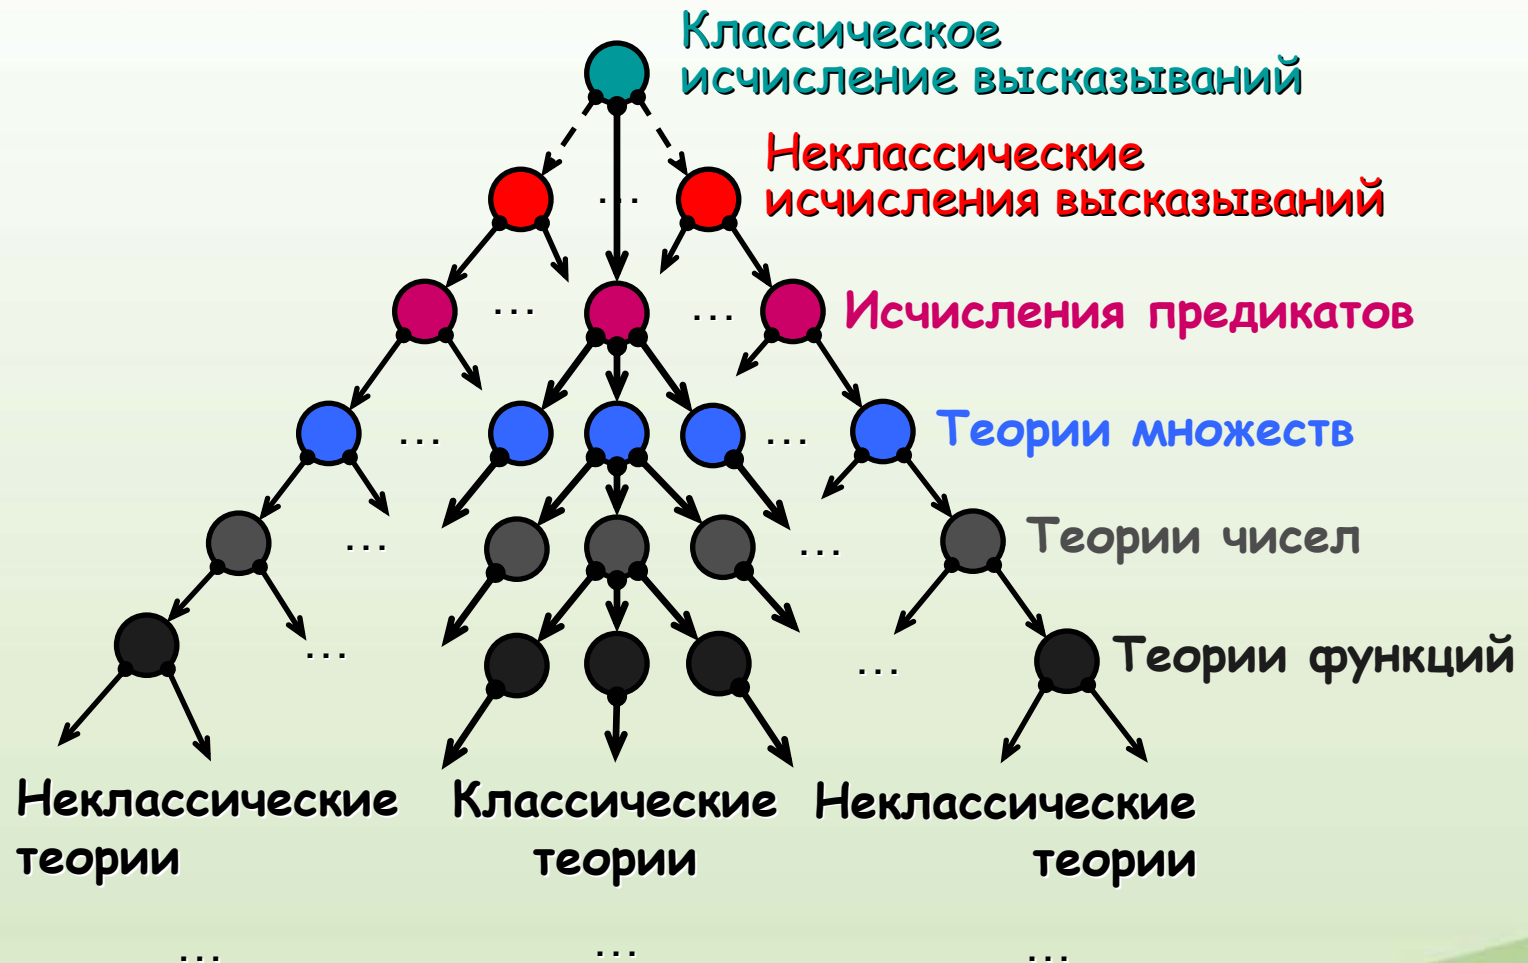 Классическое
исчисление высказываний
Неклассические
... исчисления высказываний
... ... Исчисления предикатов
... ... Теории множеств
... ... Теории чисел
... ... Теории функций
Неклассические Классические Неклассические
теории теории теории
... ... ...